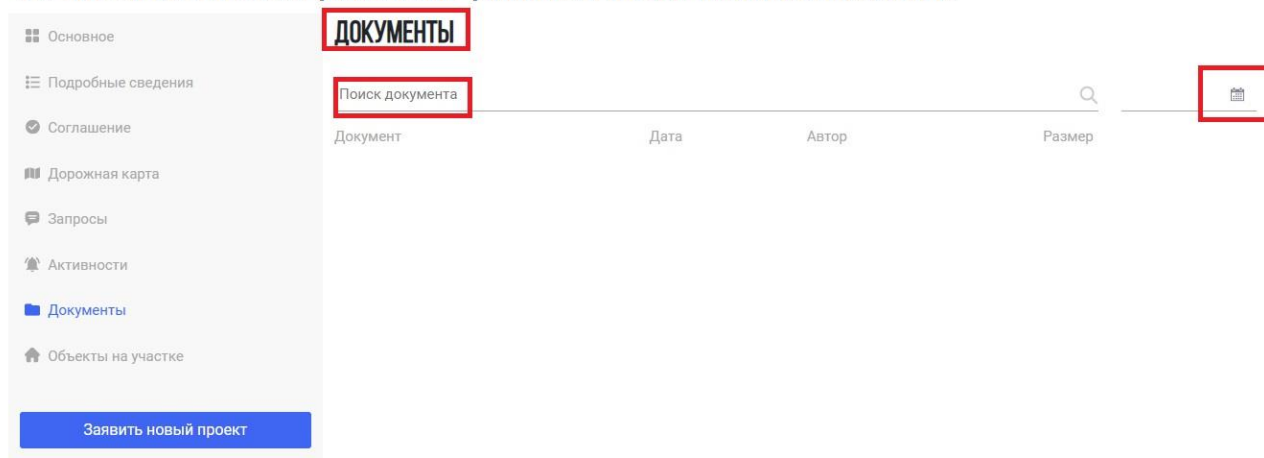 Основное
Подробные сведения
Соглашение
Дорожная карта
Запросы
Активности
Документы
Объекты на участке
Заявить новый проект
ДОКУМЕНТЫ
Поиск документа
Документ Дата Автор Размер